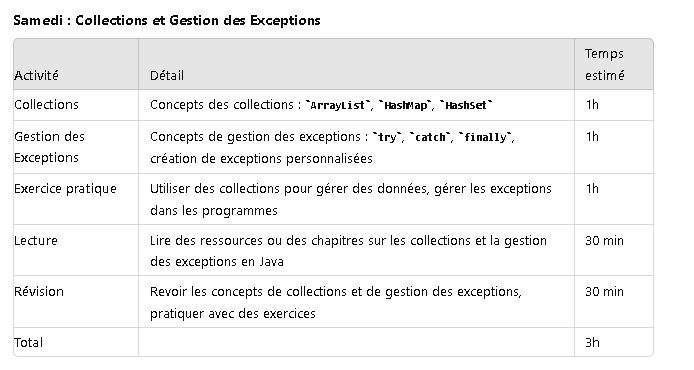 Samedi : Collections et Gestion des Exceptions
Activité Détail Temps estimé
Collections Concepts des collections : `ArrayList`, `HashMap`, `HashSet` 1h
Gestion des Exceptions Concepts de gestion des exceptions : `try`, `catch`, `finally`, 1h
création de exceptions personnalisées
Exercice pratique Utiliser des collections pour gérer des données, gérer les exceptions 1h
dans les programmes
Lecture Lire des ressources ou des chapitres sur les collections et la gestion 30 min
des exceptions en Java
Révision Revoir les concepts de collections et de gestion des exceptions, 30 min
pratiquer avec des exercices
Total 3h